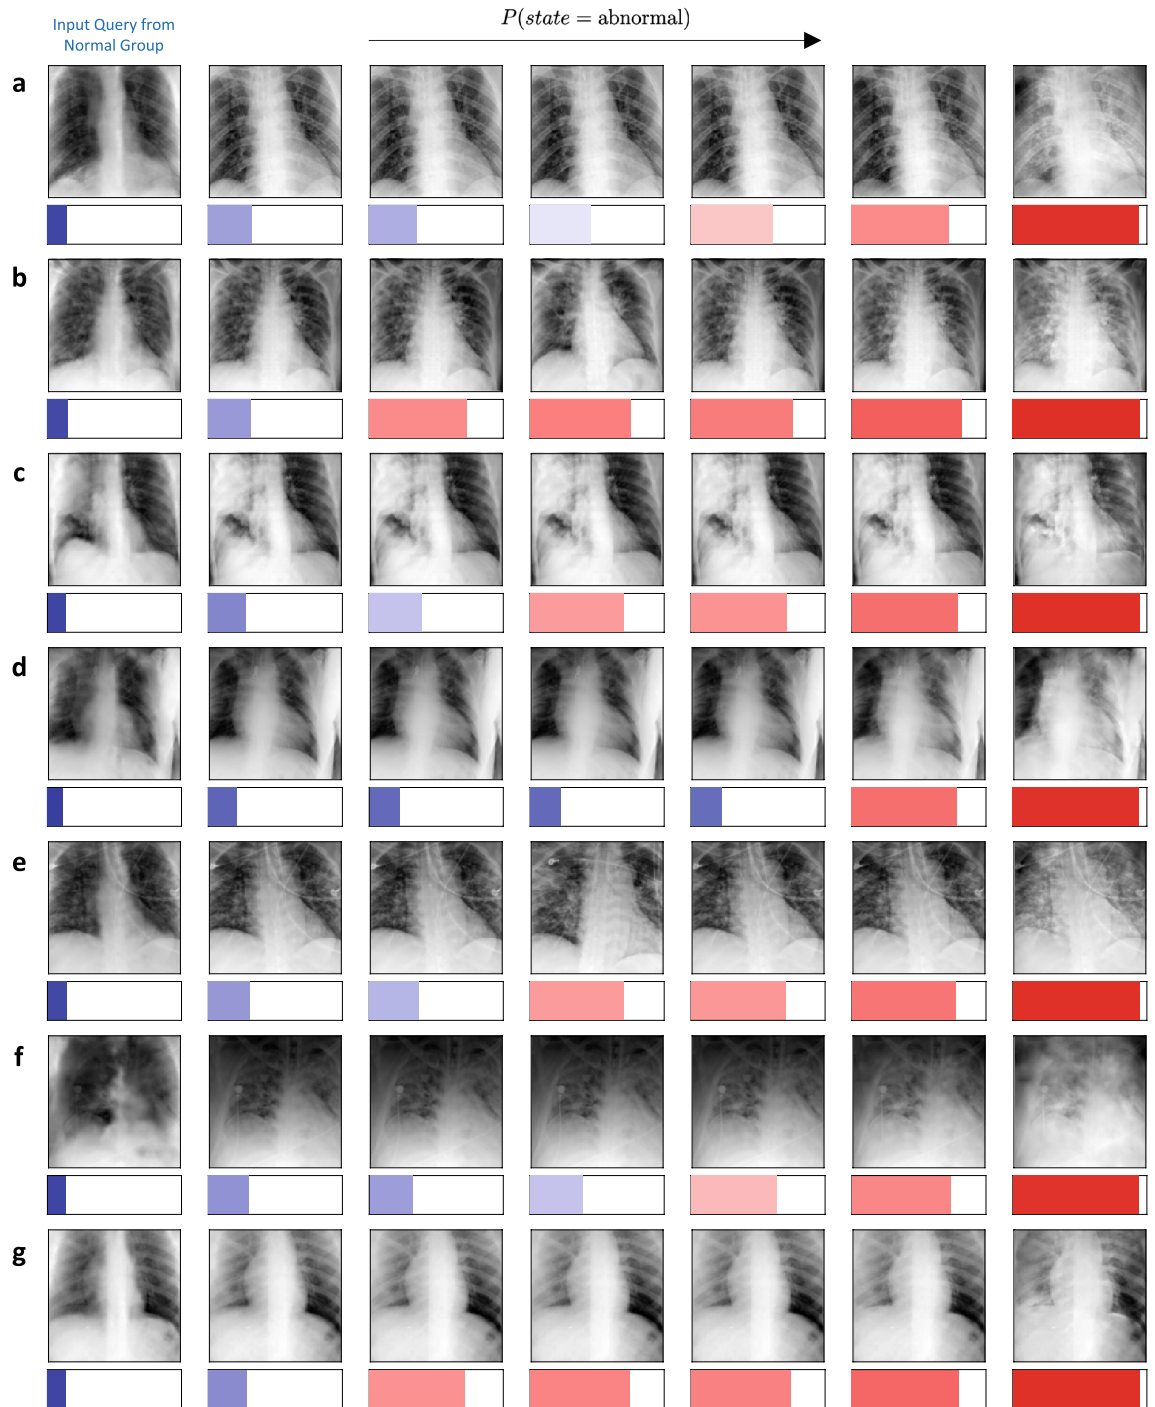 P(state = abnormal)
Input Query from
Normal Group
a
b
c
d
e
f
g